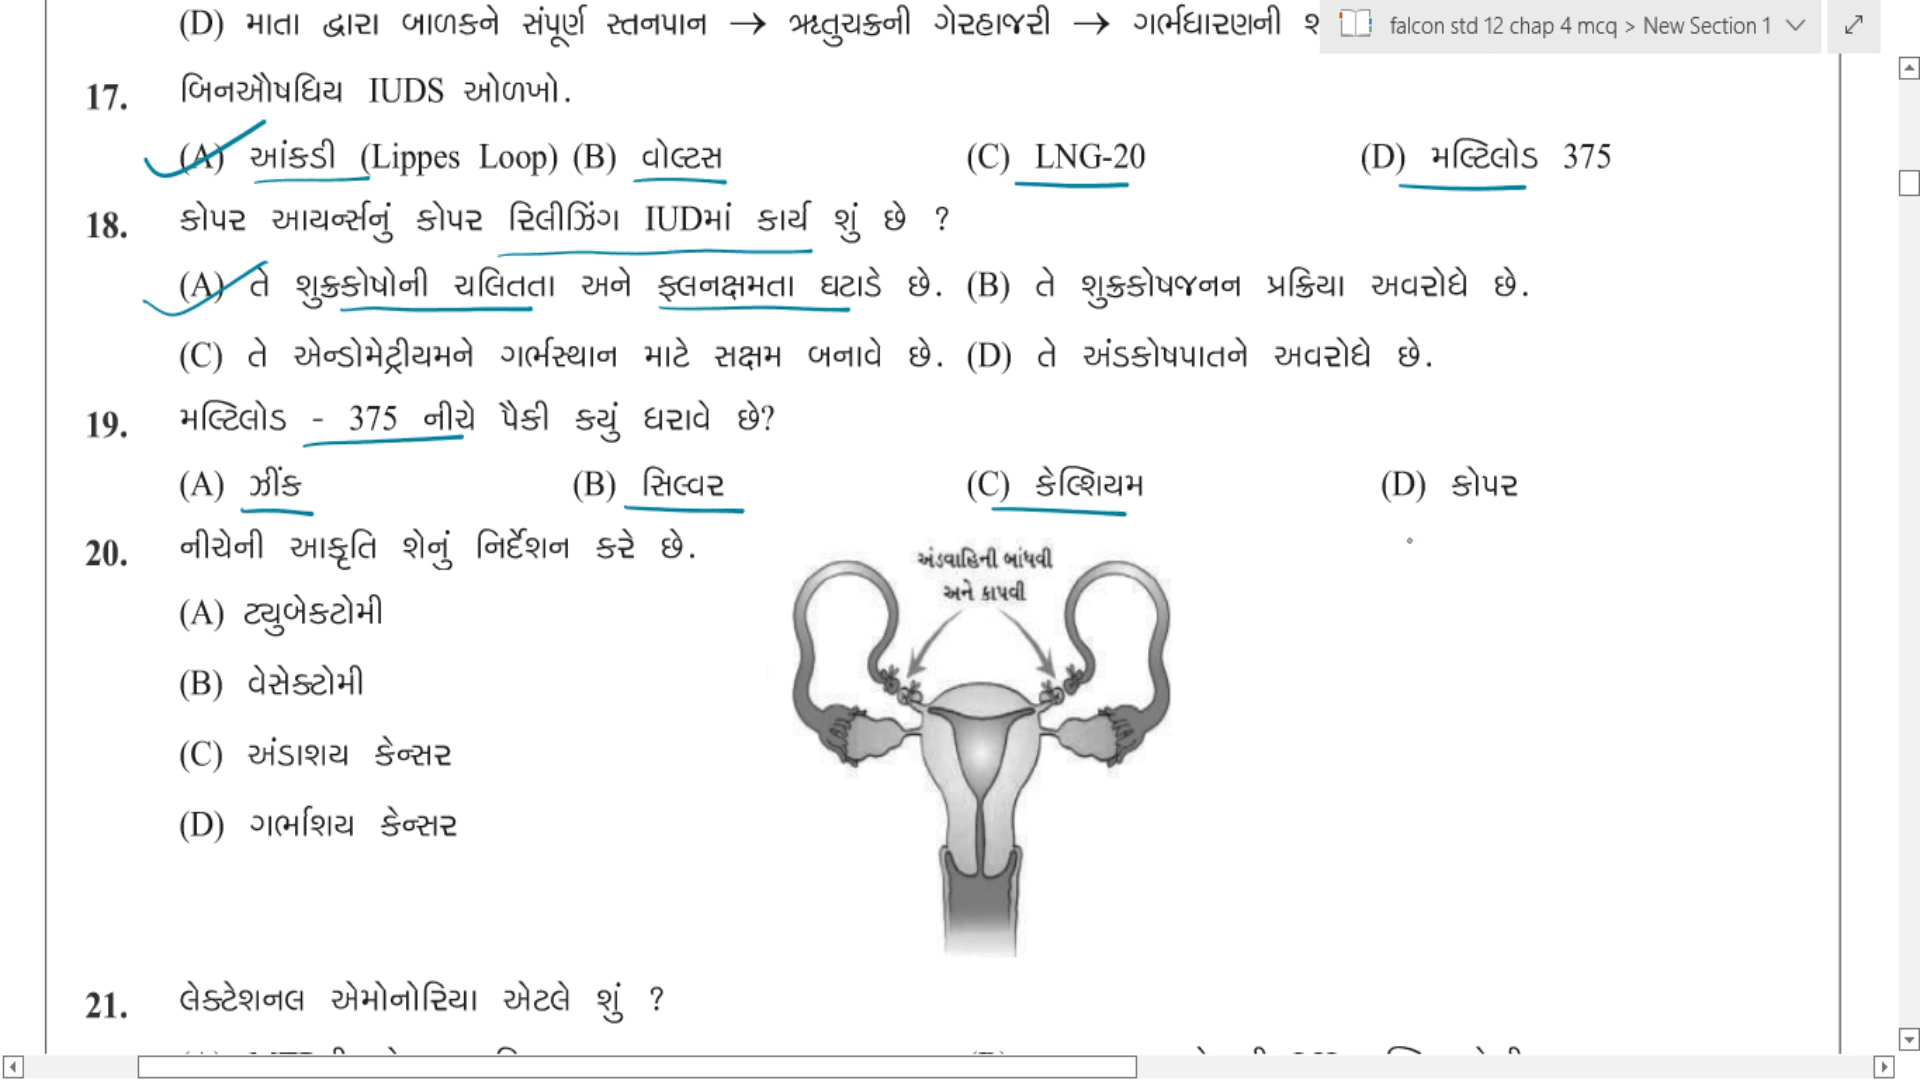 (D) માતા દ્વારા બાળકને સંપૂર્ણ સ્તનપાન → ઋતુચક્રની ગેરહાજરી → ગર્ભધારણની
falcon std 12 chap 4 mcq > New Section 1
17. બિનઔષધિય IUDS ઓળખો.
(A) આંકડી (Lippes Loop) (B) વોલ્ટસ (C) LNG-20 (D) મલ્ટિલોડ 375
18. કોપર આયર્ન્સનું કોપર રિલીઝિંગ IUDમાં કાર્ય શું છે ?
(A) તે શુક્રકોષોની ચલિતતા અને ફલનક્ષમતા ઘટાડે છે. (B) તે શુક્રકોષજનન પ્રક્રિયા અવરોધે છે.
(C) તે એન્ડોમેટ્રીયમને ગર્ભસ્થાન માટે સક્ષમ બનાવે છે. (D) તે અંડકોષપાતને અવરોધે છે.
19. મલ્ટિલોડ - 375 નીચે પૈકી કયું ધરાવે છે?
(A) ઝીંક (B) સિલ્વર (C) કેલ્શિયમ (D) કોપર
20. નીચેની આકૃતિ શેનું નિર્દેશન કરે છે.
અંડવાહિની બાંધવી
અને કાપવી
(A) ટ્યુબેક્ટોમી
(B) વેસેક્ટોમી
(C) અંડાશય કેન્સર
(D) ગર્ભાશય કેન્સર
21. લેક્ટેશનલ એમોનોરિયા એટલે શું ?